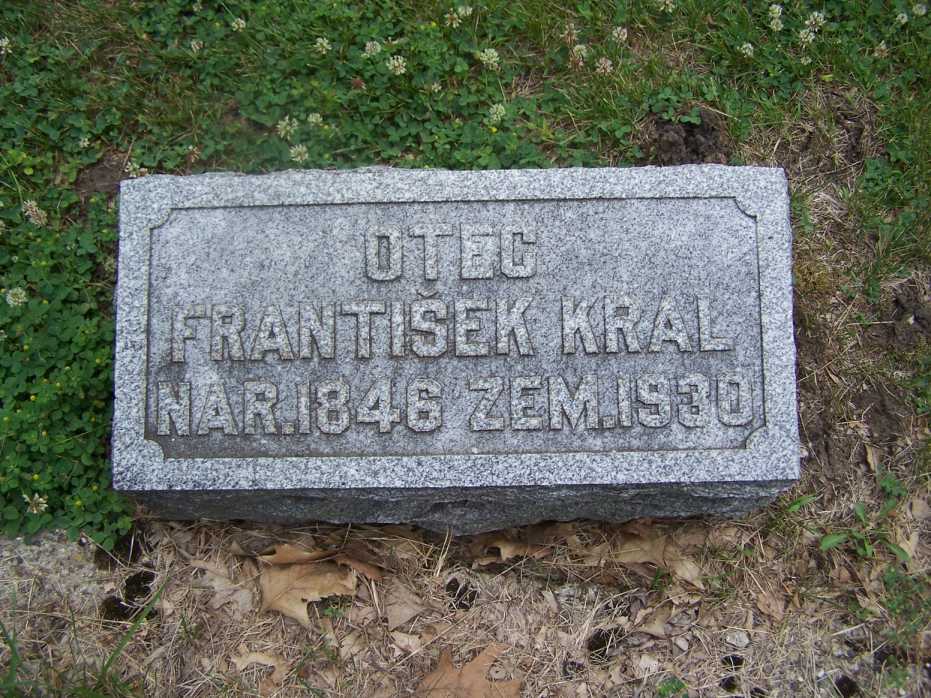 OTEC
FRANTIŠEK KRAL
NAR. 1846 ZEM. 1930